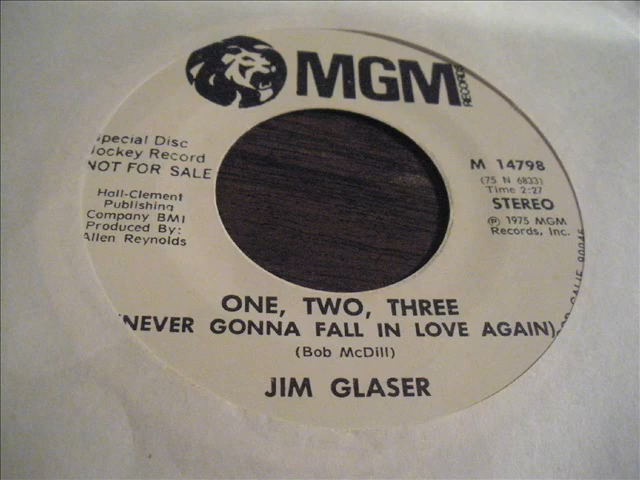 MGM
RECORDS
Special Disc
Jockey Record
NOT FOR SALE
Hall-Clement
Publishing
Company BMI
Produced By:
Allen Reynolds
M 14798
(75 N 6833)
Time 2:27
STEREO
℗ 1975 MGM
Records, Inc.
ONE, TWO, THREE
(NEVER GONNA FALL IN LOVE AGAIN)
(Bob McDill)
JIM GLASER